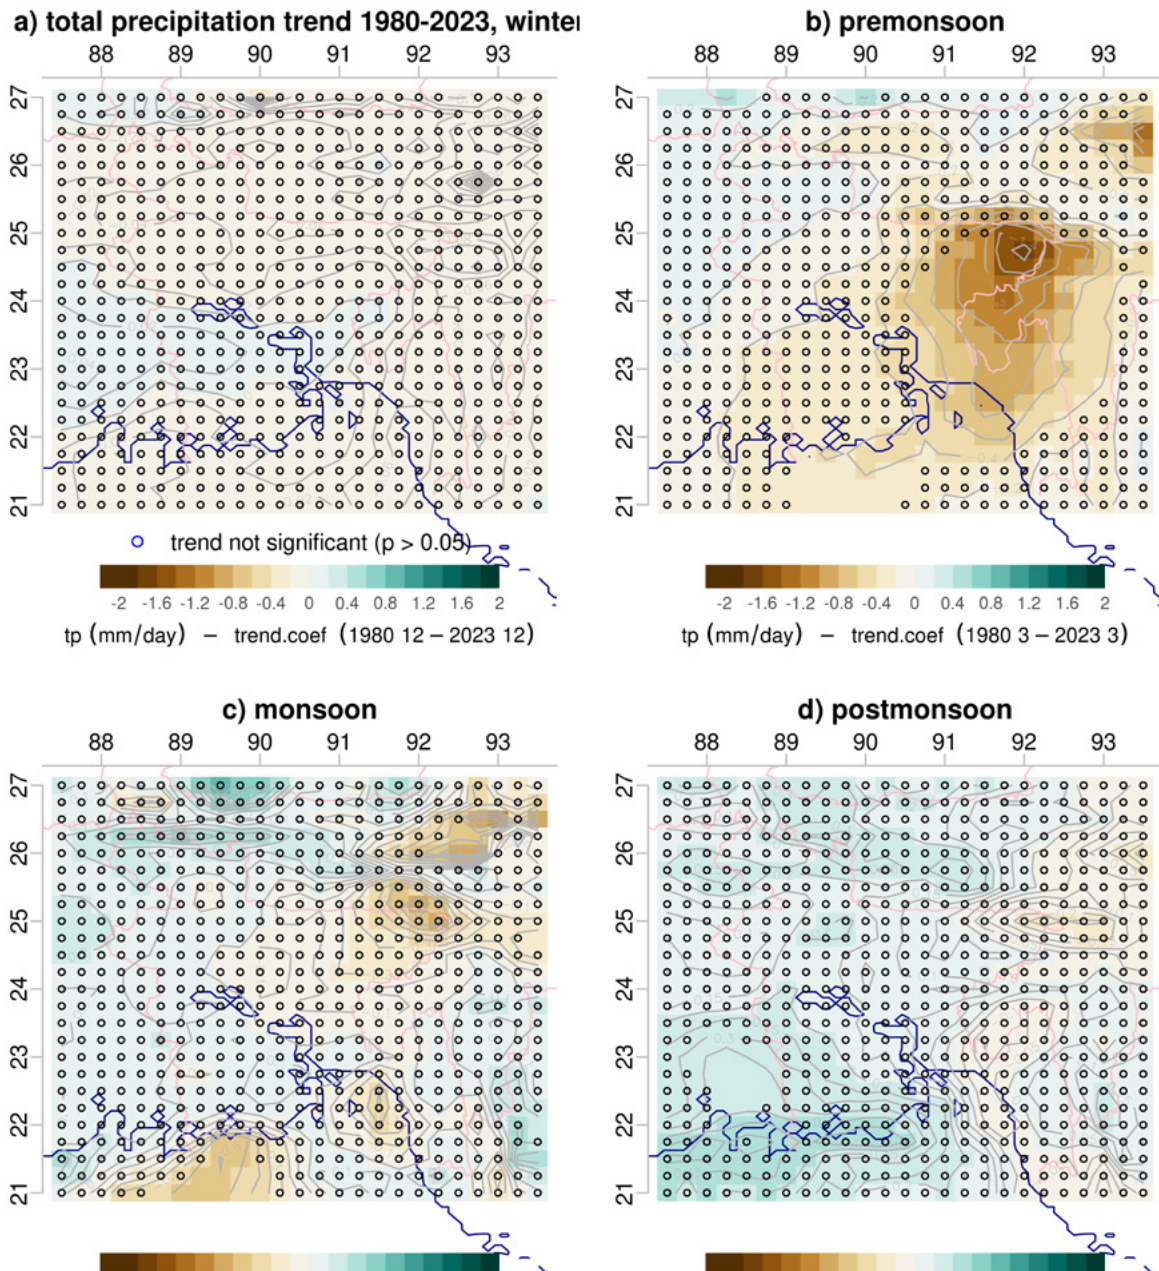 a) total precipitation trend 1980-2023, winter
88 89 90 91 92 93
27
26
25
24
23
22
21
trend not significant (p > 0.05)
-2 -1.6 -1.2 -0.8 -0.4 0 0.4 0.8 1.2 1.6 2
tp (mm/day) – trend.coef (1980 12 – 2023 12)
b) premonsoon
88 89 90 91 92 93
27
26
25
24
23
22
21
-2 -1.6 -1.2 -0.8 -0.4 0 0.4 0.8 1.2 1.6 2
tp (mm/day) – trend.coef (1980 3 – 2023 3)
c) monsoon
88 89 90 91 92 93
27
26
25
24
23
22
21
d) postmonsoon
88 89 90 91 92 93
27
26
25
24
23
22
21